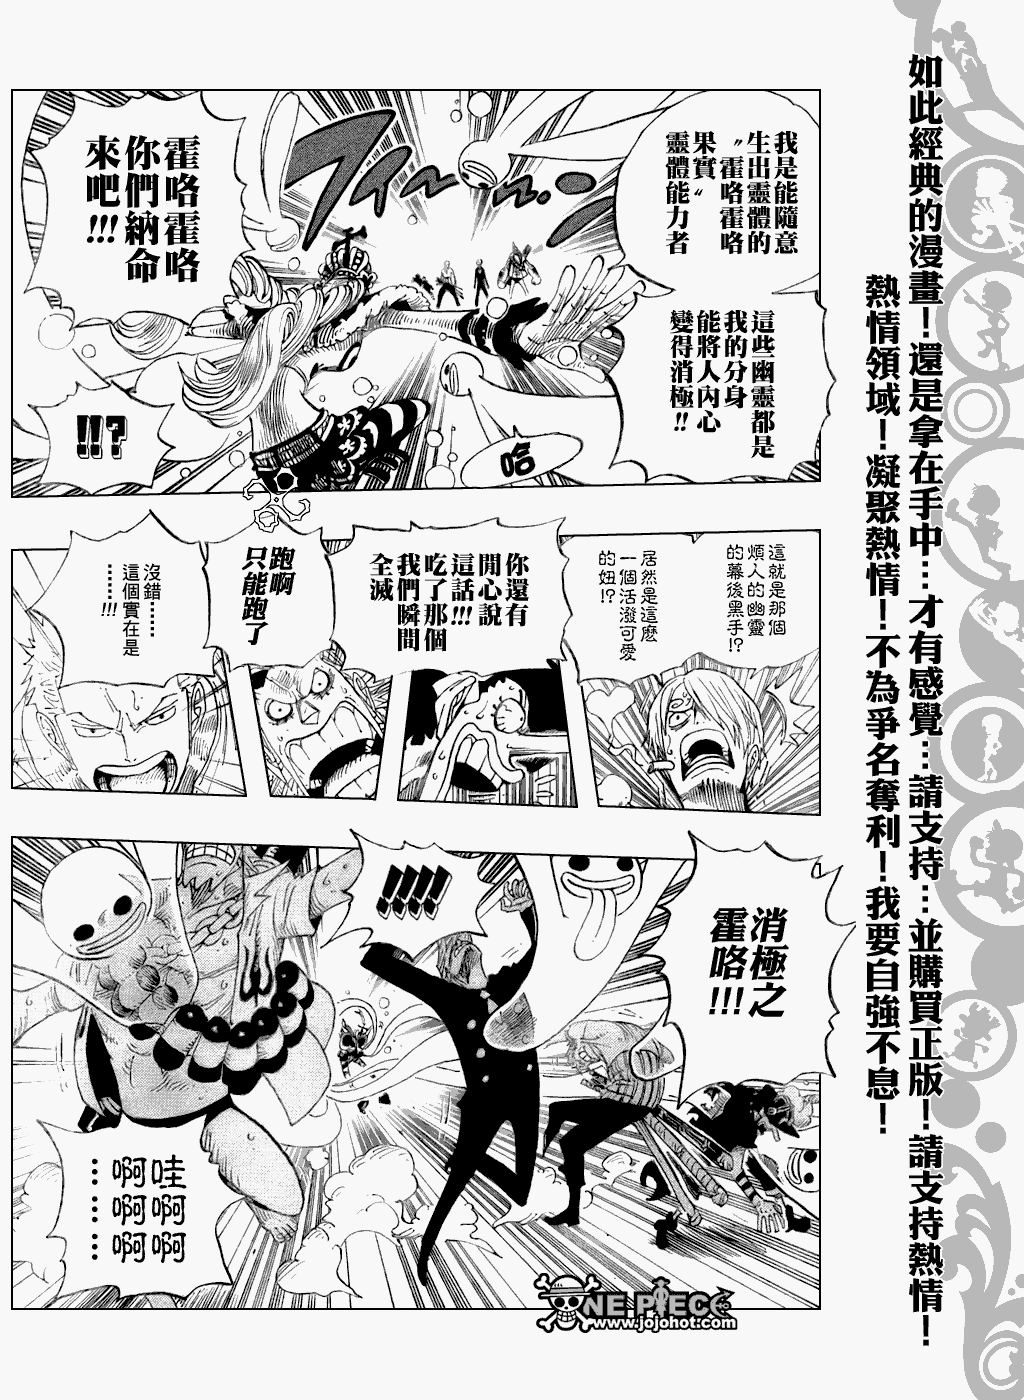 我是能隨意
生出靈體的
〝霍咯霍咯
果實〞
靈體能力者
這些幽靈都是
我的分身
能將人內心
變得消極!!
フィーん・・・
霍咯霍咯
你們納命
來吧!!!
哈
!!?
這就是那個
煩人的幽靈
的幕後黑手!?
居然是這麽
一個活潑可愛
的妞!?
你還有
閒心說
這話!!!
吃了那個
我們瞬間
全滅
跑啊
只能跑了
沒錯……
這個實在是
……!!!
消極之
霍咯!!!
!!!!!
哇啊啊
啊啊啊
………
ONE PIECE
www.jojohot.com
如此經典的漫畫！還是拿在手中…才有感覺…請支持…並購買正版！請支持熱情！
熱情領域！凝聚熱情！不為爭名奪利！我要自強不息！